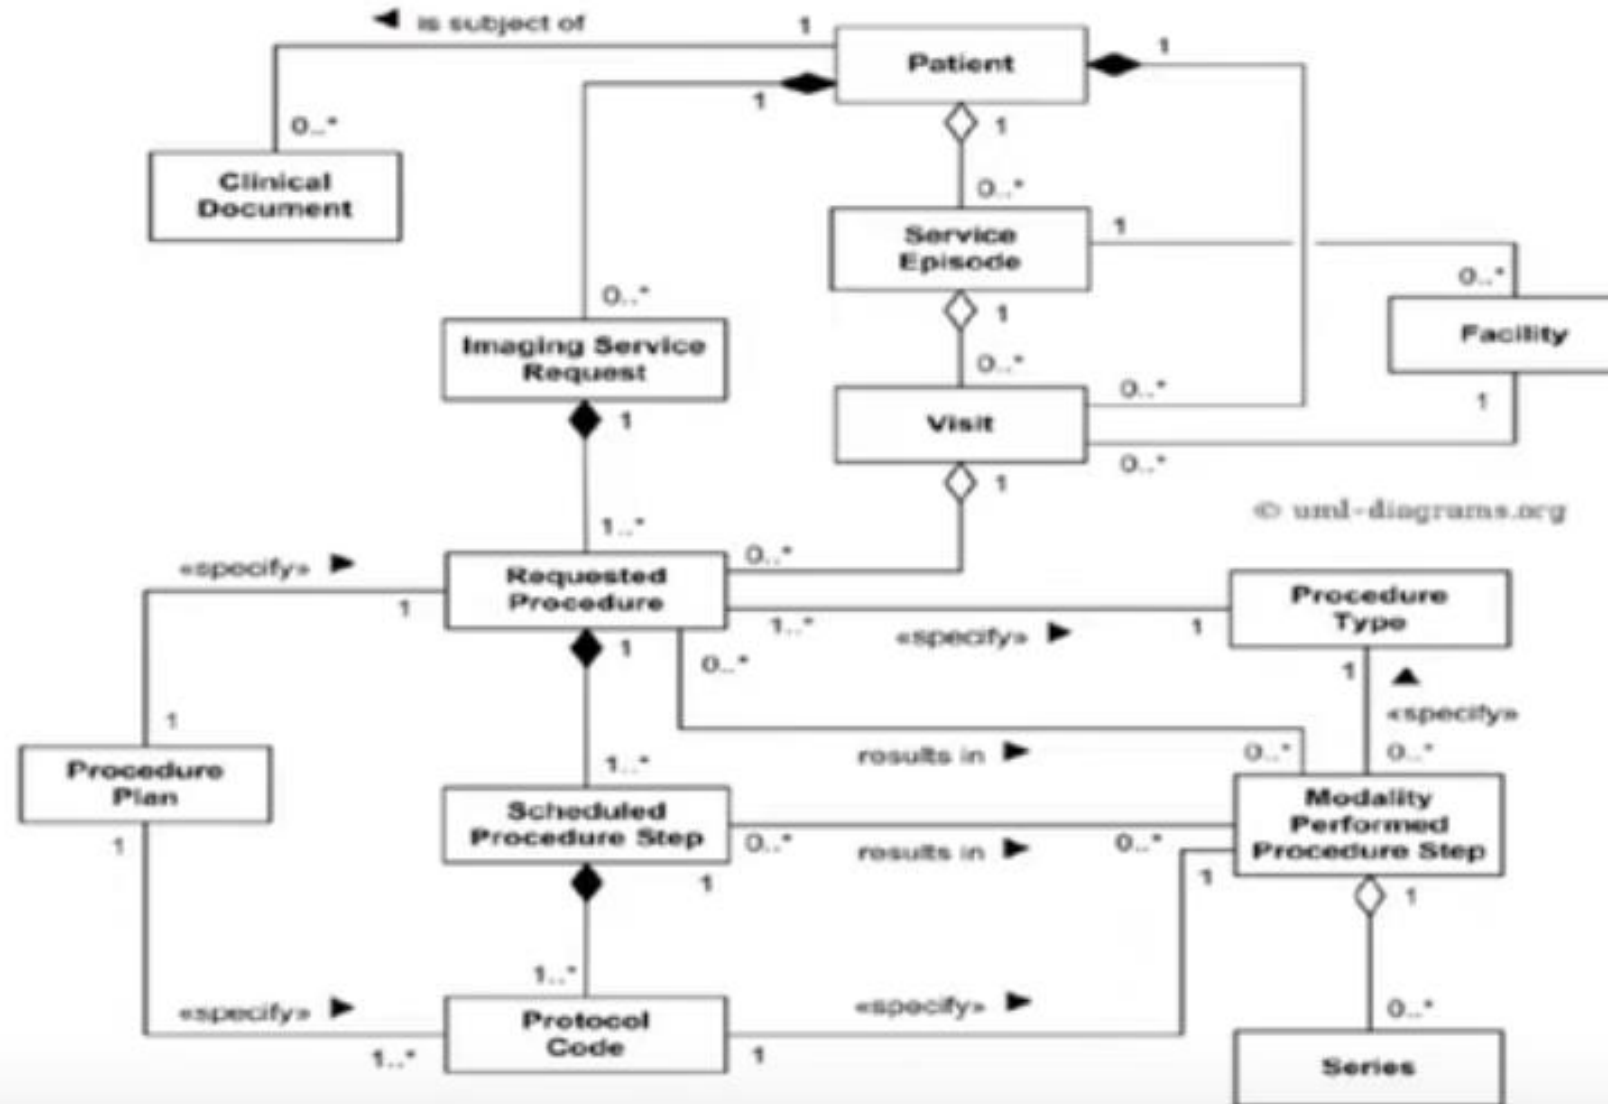 ◄ is subject of
1
Patient
1
1
1
0..*
Clinical
Document
0..*
Service
Episode
1
0..*
Facility
0..*
Imaging Service
Request
1
0..*
Visit
0..*
1
1
0..*
1
© uml-diagrams.org
1..*
«specify» ►
Requested
Procedure
0..*
1
1..*
«specify» ►
1
Procedure
Type
1
0..*
1
▲
«specify»
1
Procedure
Plan
1..*
results in ►
0..*
0..*
Scheduled
Procedure Step
0..*
results in ►
0..*
Modality
Performed
Procedure Step
1
1
1
1
1..*
«specify» ►
1..*
Protocol
Code
1
«specify» ►
0..*
Series